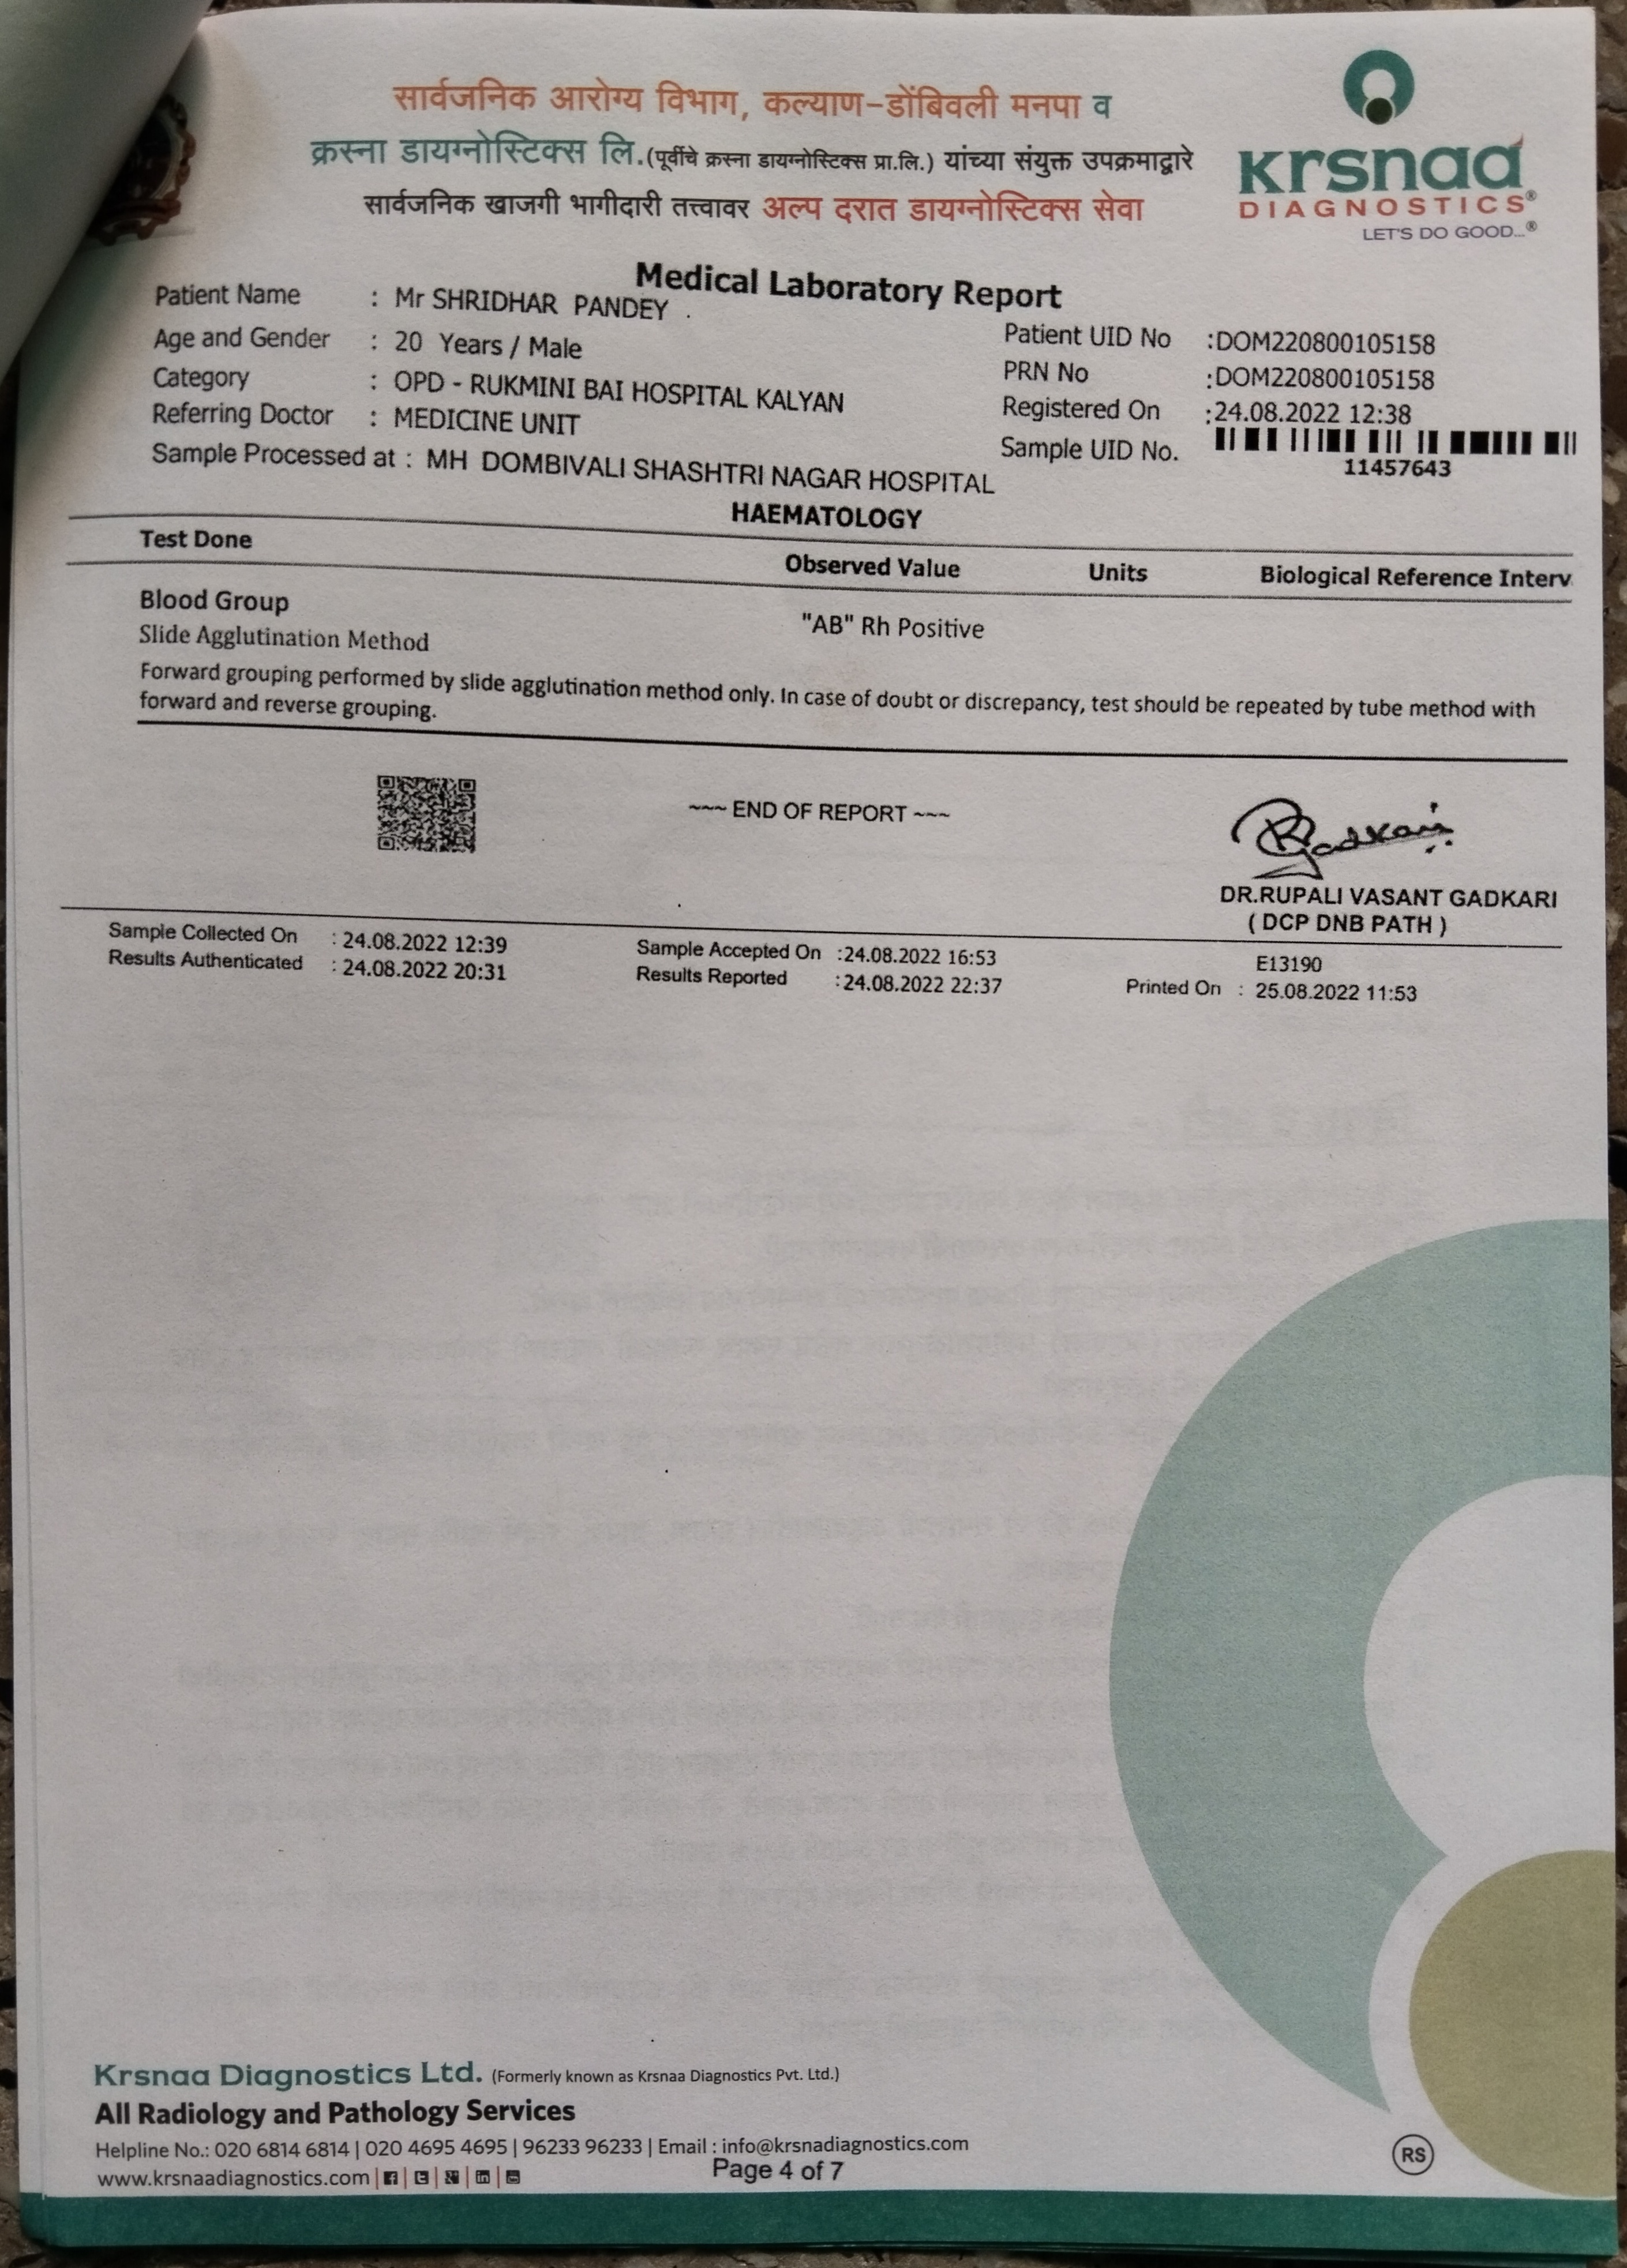 सार्वजनिक आरोग्य विभाग, कल्याण-डोंबिवली मनपा व
क्रस्ना डायग्नोस्टिक्स लि.(पूर्वीचे क्रस्ना डायग्नोस्टिक्स प्रा.लि.) यांच्या संयुक्त उपक्रमाद्वारे
सार्वजनिक खाजगी भागीदारी तत्त्वावर अल्प दरात डायग्नोस्टिक्स सेवा
krsnaa
DIAGNOSTICS®
LET'S DO GOOD...®
Medical Laboratory Report
Patient Name : Mr SHRIDHAR PANDEY .
Age and Gender : 20 Years / Male
Category : OPD - RUKMINI BAI HOSPITAL KALYAN
Referring Doctor : MEDICINE UNIT
Sample Processed at : MH DOMBIVALI SHASHTRI NAGAR HOSPITAL
Patient UID No :DOM220800105158
PRN No :DOM220800105158
Registered On :24.08.2022 12:38
Sample UID No.
11457643
HAEMATOLOGY
Test Done Observed Value Units Biological Reference Interv
Blood Group "AB" Rh Positive
Slide Agglutination Method
Forward grouping performed by slide agglutination method only. In case of doubt or discrepancy, test should be repeated by tube method with
forward and reverse grouping.
~~~ END OF REPORT ~~~
DR.RUPALI VASANT GADKARI
( DCP DNB PATH )
Sample Collected On : 24.08.2022 12:39 Sample Accepted On :24.08.2022 16:53 E13190
Results Authenticated : 24.08.2022 20:31 Results Reported :24.08.2022 22:37 Printed On : 25.08.2022 11:53
Krsnaa Diagnostics Ltd. (Formerly known as Krsnaa Diagnostics Pvt. Ltd.)
All Radiology and Pathology Services
Helpline No.: 020 6814 6814 | 020 4695 4695 | 96233 96233 | Email : info@krsnadiagnostics.com
www.krsnaadiagnostics.com
Page 4 of 7
RS